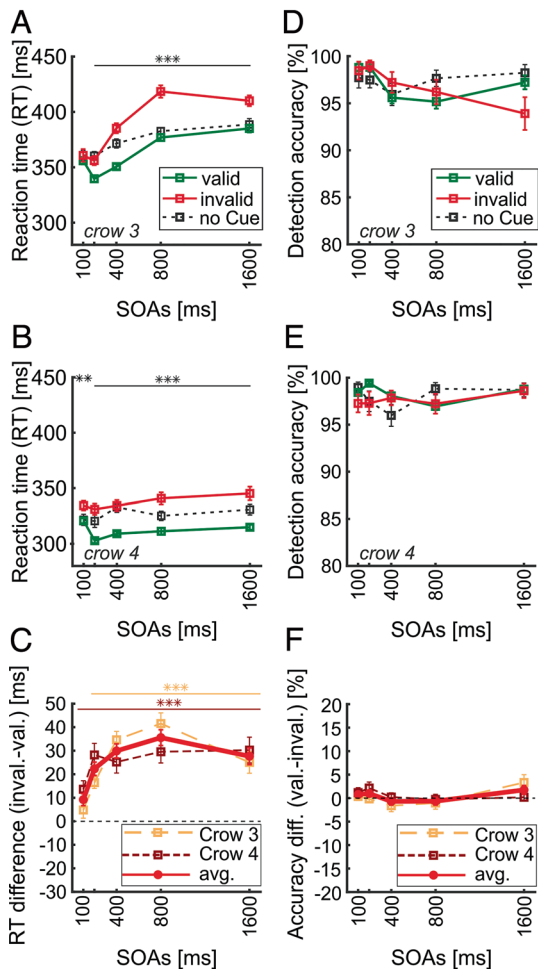 A
Reaction time (RT) [ms]
450
400
350
300
***
valid
invalid
no Cue
crow 3
100
400
800
1600
SOAs [ms]
D
Detection accuracy [%]
100
95
90
85
80
valid
invalid
no Cue
crow 3
100
400
800
1600
SOAs [ms]
B
Reaction time (RT) [ms]
450
400
350
300
**
***
crow 4
100
400
800
1600
SOAs [ms]
E
Detection accuracy [%]
100
95
90
85
80
crow 4
100
400
800
1600
SOAs [ms]
C
RT difference (inval.-val.) [ms]
50
40
30
20
10
0
-10
-20
-30
***
***
Crow 3
Crow 4
avg.
100
400
800
1600
SOAs [ms]
F
Accuracy diff. (val.-inval.) [%]
20
15
10
5
0
-5
-10
-15
-20
Crow 3
Crow 4
avg.
100
400
800
1600
SOAs [ms]